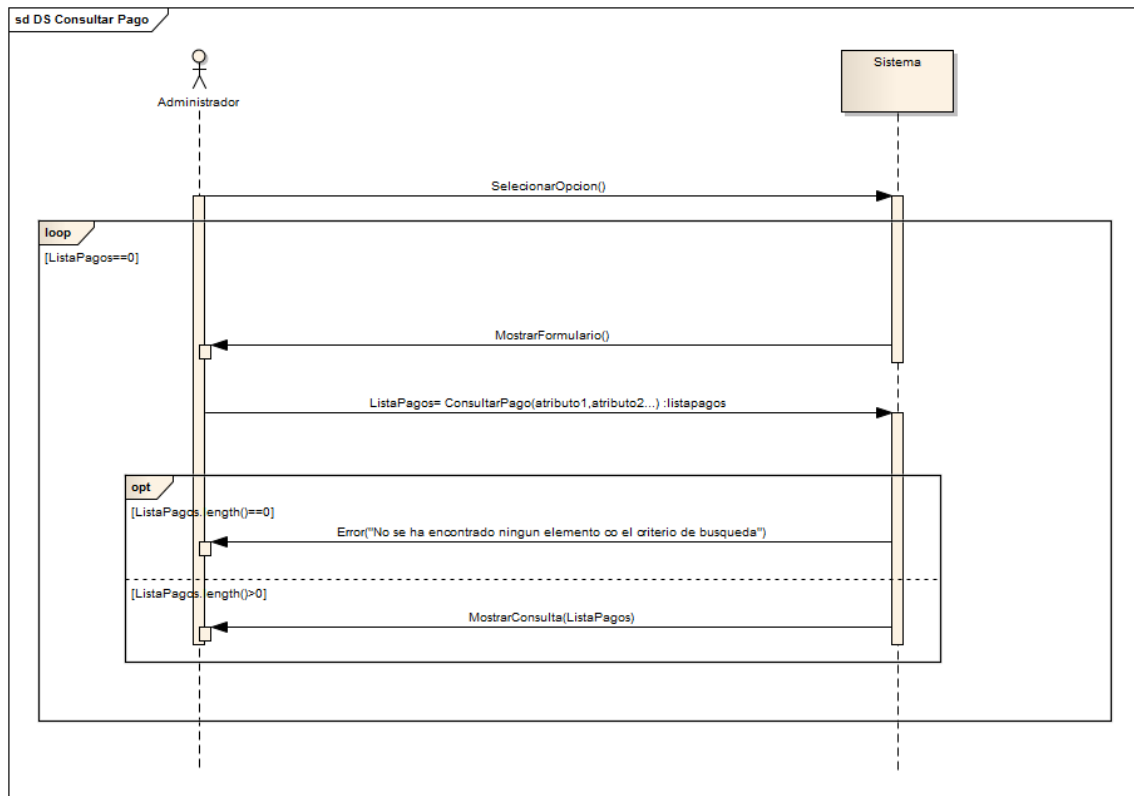 sd DS Consultar Pago
Administrador
Sistema
SelecionarOpcion()
loop
[ListaPagos==0]
MostrarFormulario()
ListaPagos= ConsultarPago(atributo1,atributo2...) :listapagos
opt
[ListaPagos.length()==0]
Error("No se ha encontrado ningun elemento co el criterio de busqueda")
[ListaPagos.length()>0]
MostrarConsulta(ListaPagos)